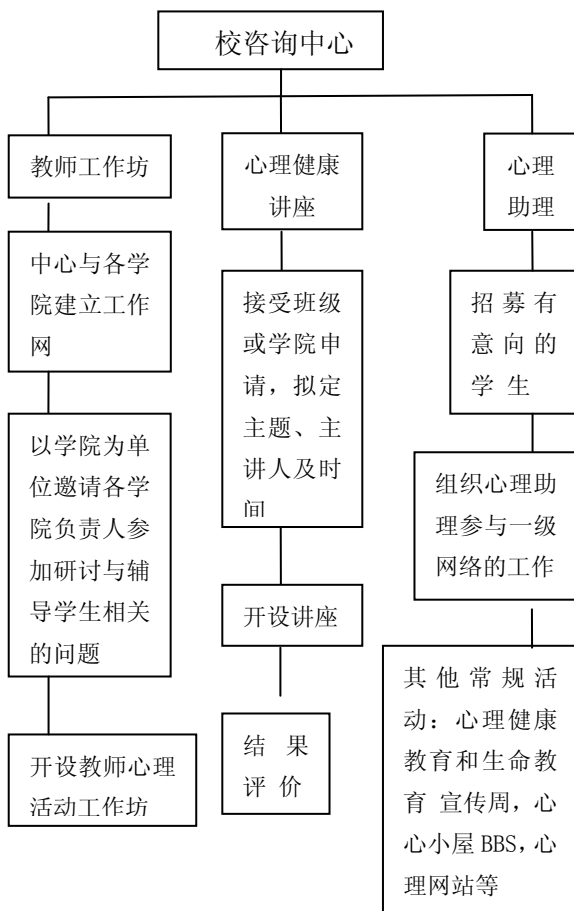 校咨询中心
教师工作坊
中心与各学
院建立工作
网
以学院为单
位邀请各学
院负责人参
加研讨与辅
导学生相关
的问题
开设教师心理
活动工作坊
心理健康
讲座
接受班级
或学院申
请，拟定
主题、主
讲人及时
间
开设讲座
结 果
评 价
心理
助理
招 募 有
意 向 的
学 生
组织心理助
理参与一级
网络的工作
其 他 常 规 活
动：心理健康
教育和生命教
育 宣传周，心
心小屋 BBS，心
理网站等